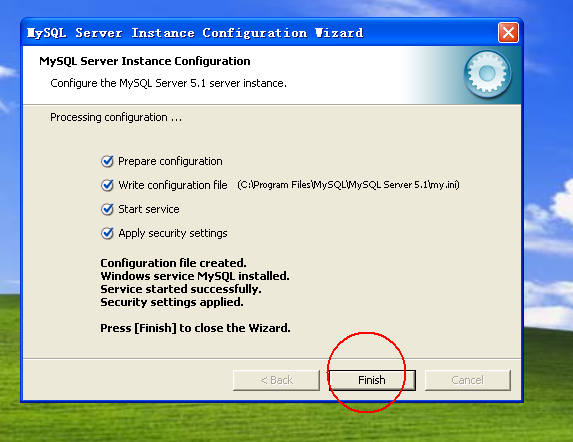 MySQL Server Instance Configuration Wizard
MySQL Server Instance Configuration
Configure the MySQL Server 5.1 server instance.
Processing configuration ...
Prepare configuration
Write configuration file (C:\Program Files\MySQL\MySQL Server 5.1\my.ini)
Start service
Apply security settings
Configuration file created.
Windows service MySQL installed.
Service started successfully.
Security settings applied.
Press [Finish] to close the Wizard.
< Back Finish Cancel